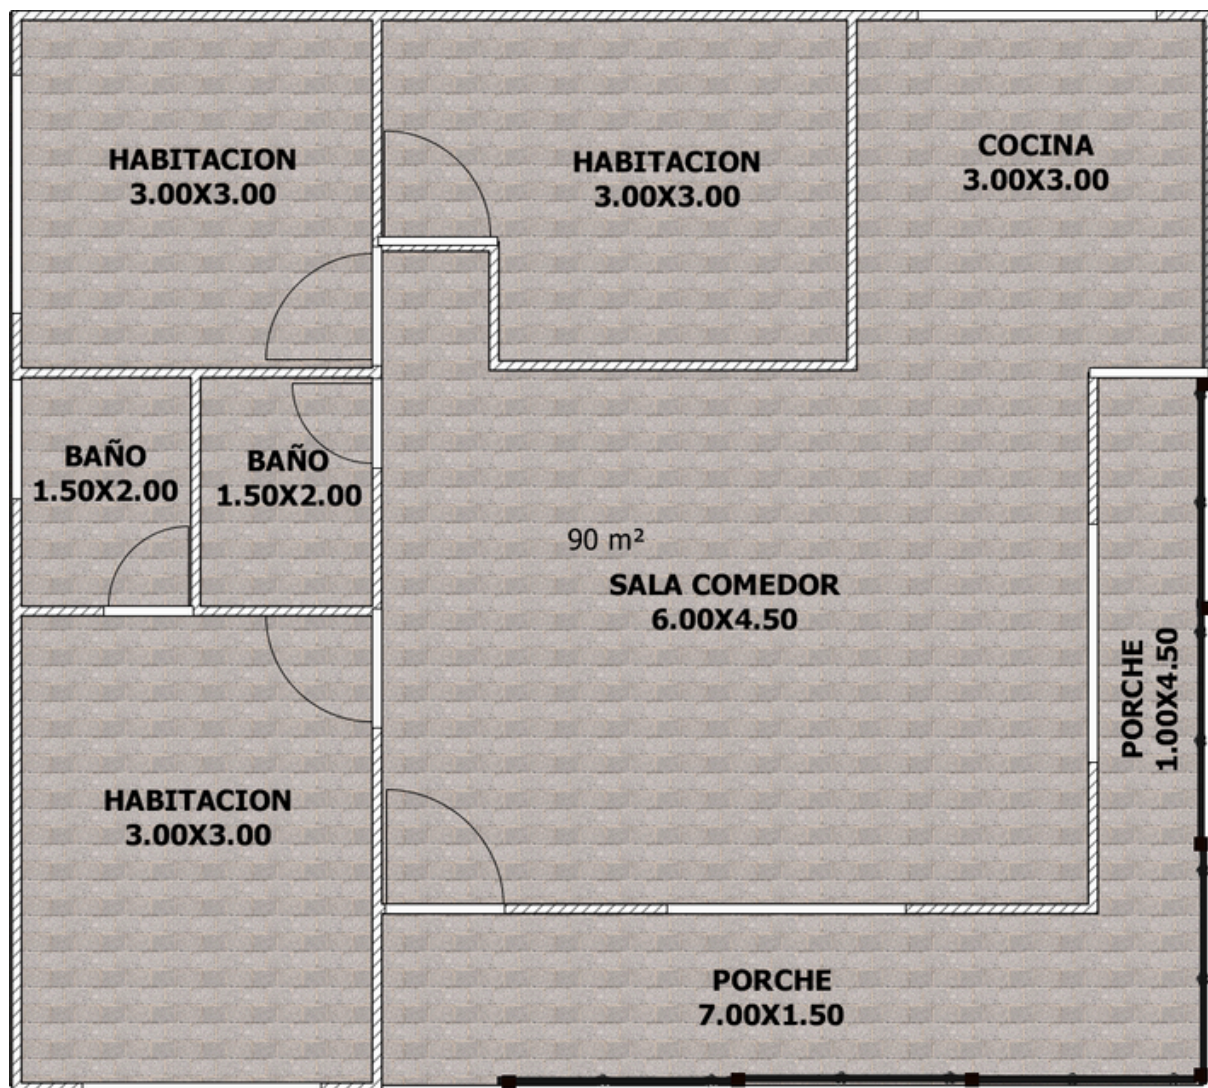 HABITACION
3.00X3.00
HABITACION
3.00X3.00
COCINA
3.00X3.00
BAÑO
1.50X2.00
BAÑO
1.50X2.00
90 m²
SALA COMEDOR
6.00X4.50
PORCHE
1.00X4.50
HABITACION
3.00X3.00
PORCHE
7.00X1.50